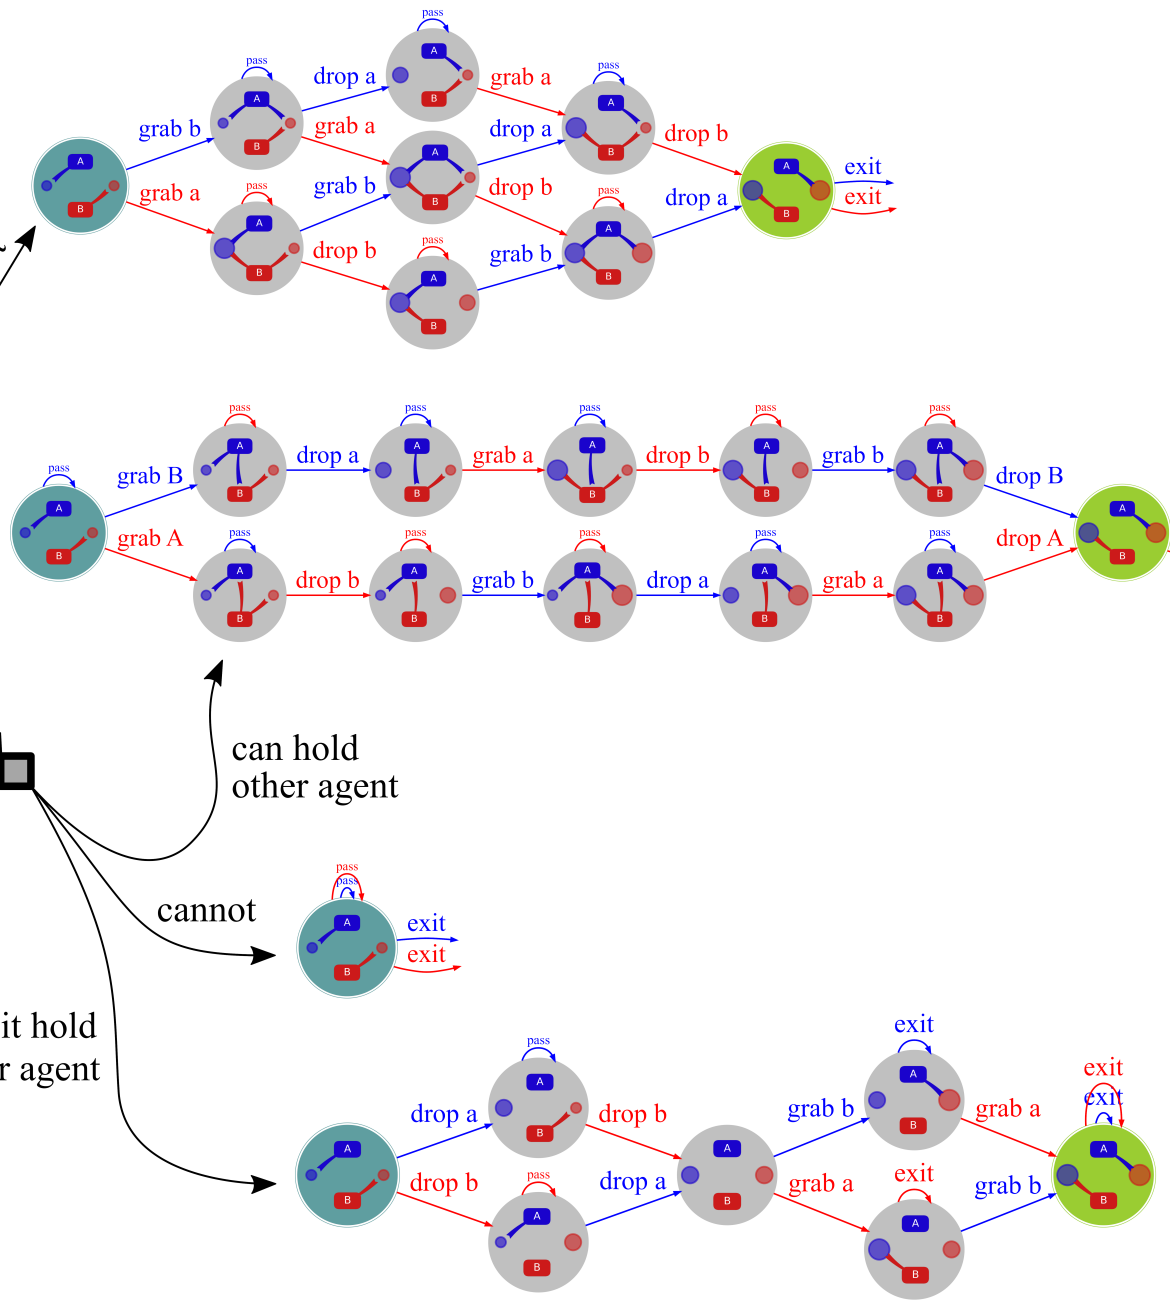 pass
A
B
pass
drop a
grab a
pass
grab b
A
B
grab a
drop a
A
B
drop b
A
B
grab a
pass
grab b
A
B
drop b
pass
drop a
A
B
exit
exit
A
B
drop b
pass
grab b
A
B
A
B
pass
grab B
A
B
pass
drop a
A
B
pass
grab a
A
B
pass
drop b
A
B
pass
grab b
A
B
pass
drop B
A
B
grab A
A
B
pass
drop b
A
B
pass
grab b
A
B
pass
drop a
A
B
pass
grab a
A
B
pass
drop A
A
B
can hold
other agent
cannot
pass
pass
A
B
exit
exit
it hold
r agent
A
B
drop a
pass
A
B
drop b
drop b
pass
A
B
drop a
A
B
grab b
exit
A
B
grab a
grab a
exit
A
B
grab b
exit
exit
A
B